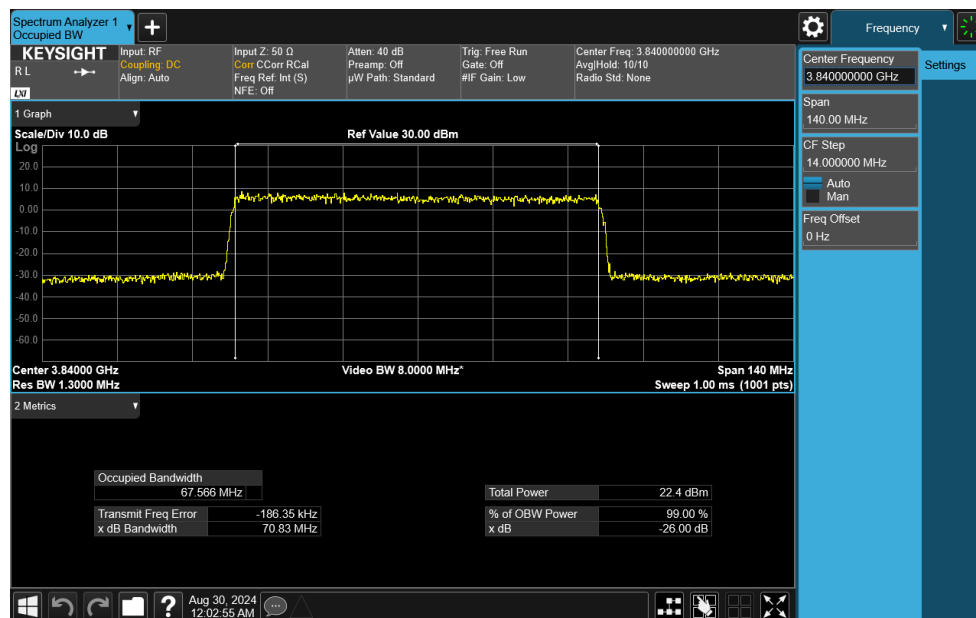 Spectrum Analyzer 1
Occupied BW
+
Frequency
KEYSIGHT
R L
LXI
Input: RF
Coupling: DC
Align: Auto
Input Z: 50 Ω
Corr CCorr RCal
Freq Ref: Int (S)
NFE: Off
Atten: 40 dB
Preamp: Off
µW Path: Standard
Trig: Free Run
Gate: Off
#IF Gain: Low
Center Freq: 3.840000000 GHz
Avg|Hold: 10/10
Radio Std: None
Center Frequency
3.840000000 GHz
Settings
Span
140.00 MHz
CF Step
14.000000 MHz
Auto
Man
Freq Offset
0 Hz
1 Graph
Scale/Div 10.0 dB
Ref Value 30.00 dBm
Log
20.0
10.0
0.00
-10.0
-20.0
-30.0
-40.0
-50.0
-60.0
Center 3.84000 GHz
Video BW 8.0000 MHz*
Span 140 MHz
Res BW 1.3000 MHz
Sweep 1.00 ms (1001 pts)
2 Metrics
Occupied Bandwidth
67.566 MHz
Total Power 22.4 dBm
Transmit Freq Error -186.35 kHz
% of OBW Power 99.00 %
x dB Bandwidth 70.83 MHz
x dB -26.00 dB
?
Aug 30, 2024
12:02:55 AM